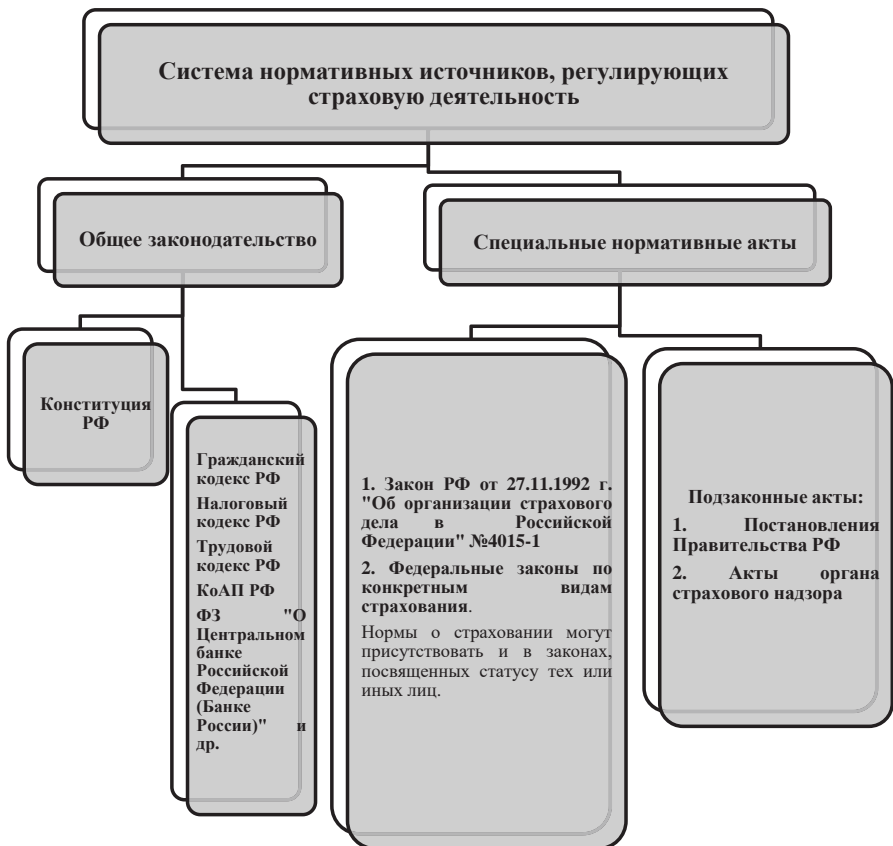 Система нормативных источников, регулирующих
страховую деятельность
Общее законодательство
Специальные нормативные акты
Конституция
РФ
Гражданский
кодекс РФ
Налоговый
кодекс РФ
Трудовой
кодекс РФ
КоАП РФ
ФЗ "О
Центральном
банке
Российской
Федерации
(Банке
России)" и
др.
1. Закон РФ от 27.11.1992 г.
"Об организации страхового
дела в Российской
Федерации" №4015-1
2. Федеральные законы по
конкретным видам
страхования.
Нормы о страховании могут
присутствовать и в законах,
посвященных статусу тех или
иных лиц.
Подзаконные акты:
1. Постановления
Правительства РФ
2. Акты органа
страхового надзора